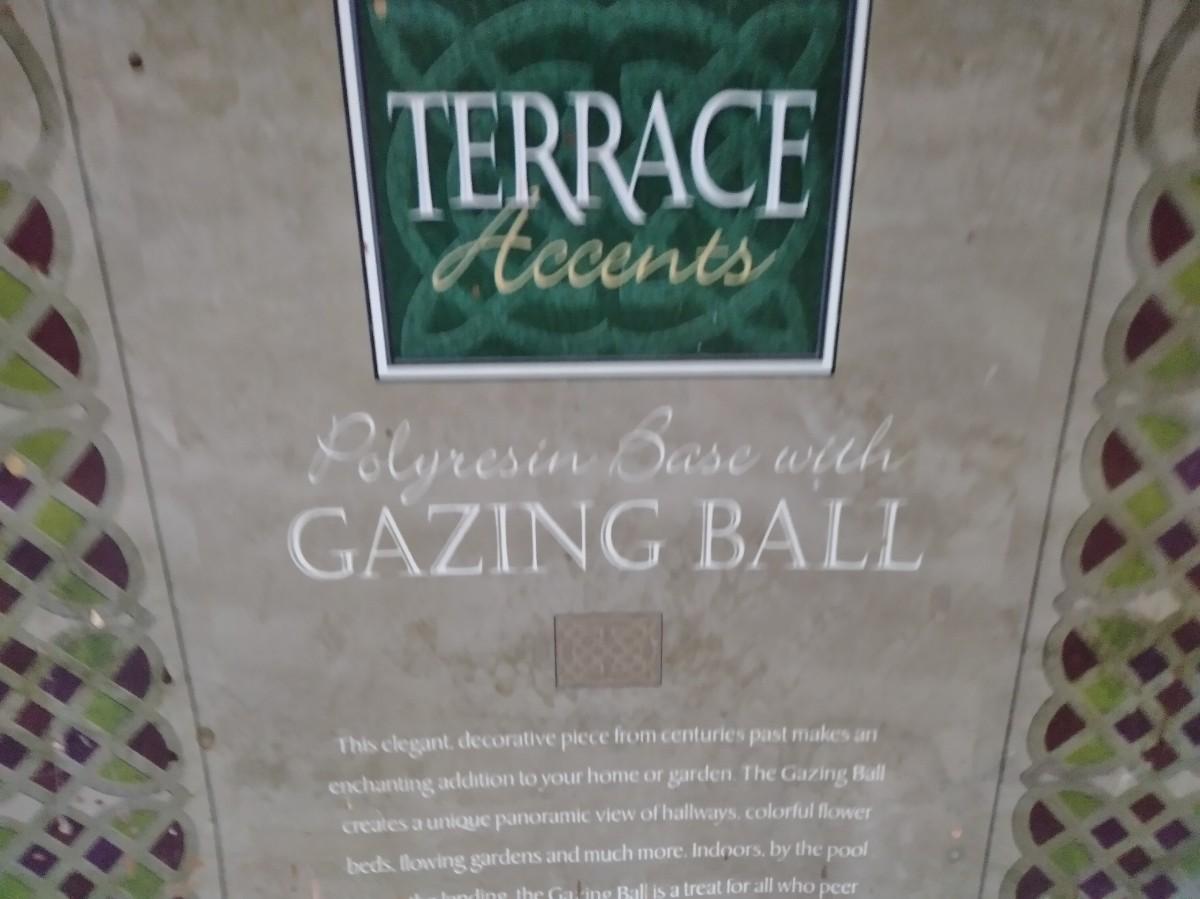 TERRACE
Accents
Polyresin Base with
GAZING BALL
This elegant, decorative piece from centuries past makes an
enchanting addition to your home or garden. The Gazing Ball
creates a unique panoramic view of hallways, colorful flower
beds, flowing gardens and much more. Indoors, by the pool
landing, the Gazing Ball is a treat for all who peer